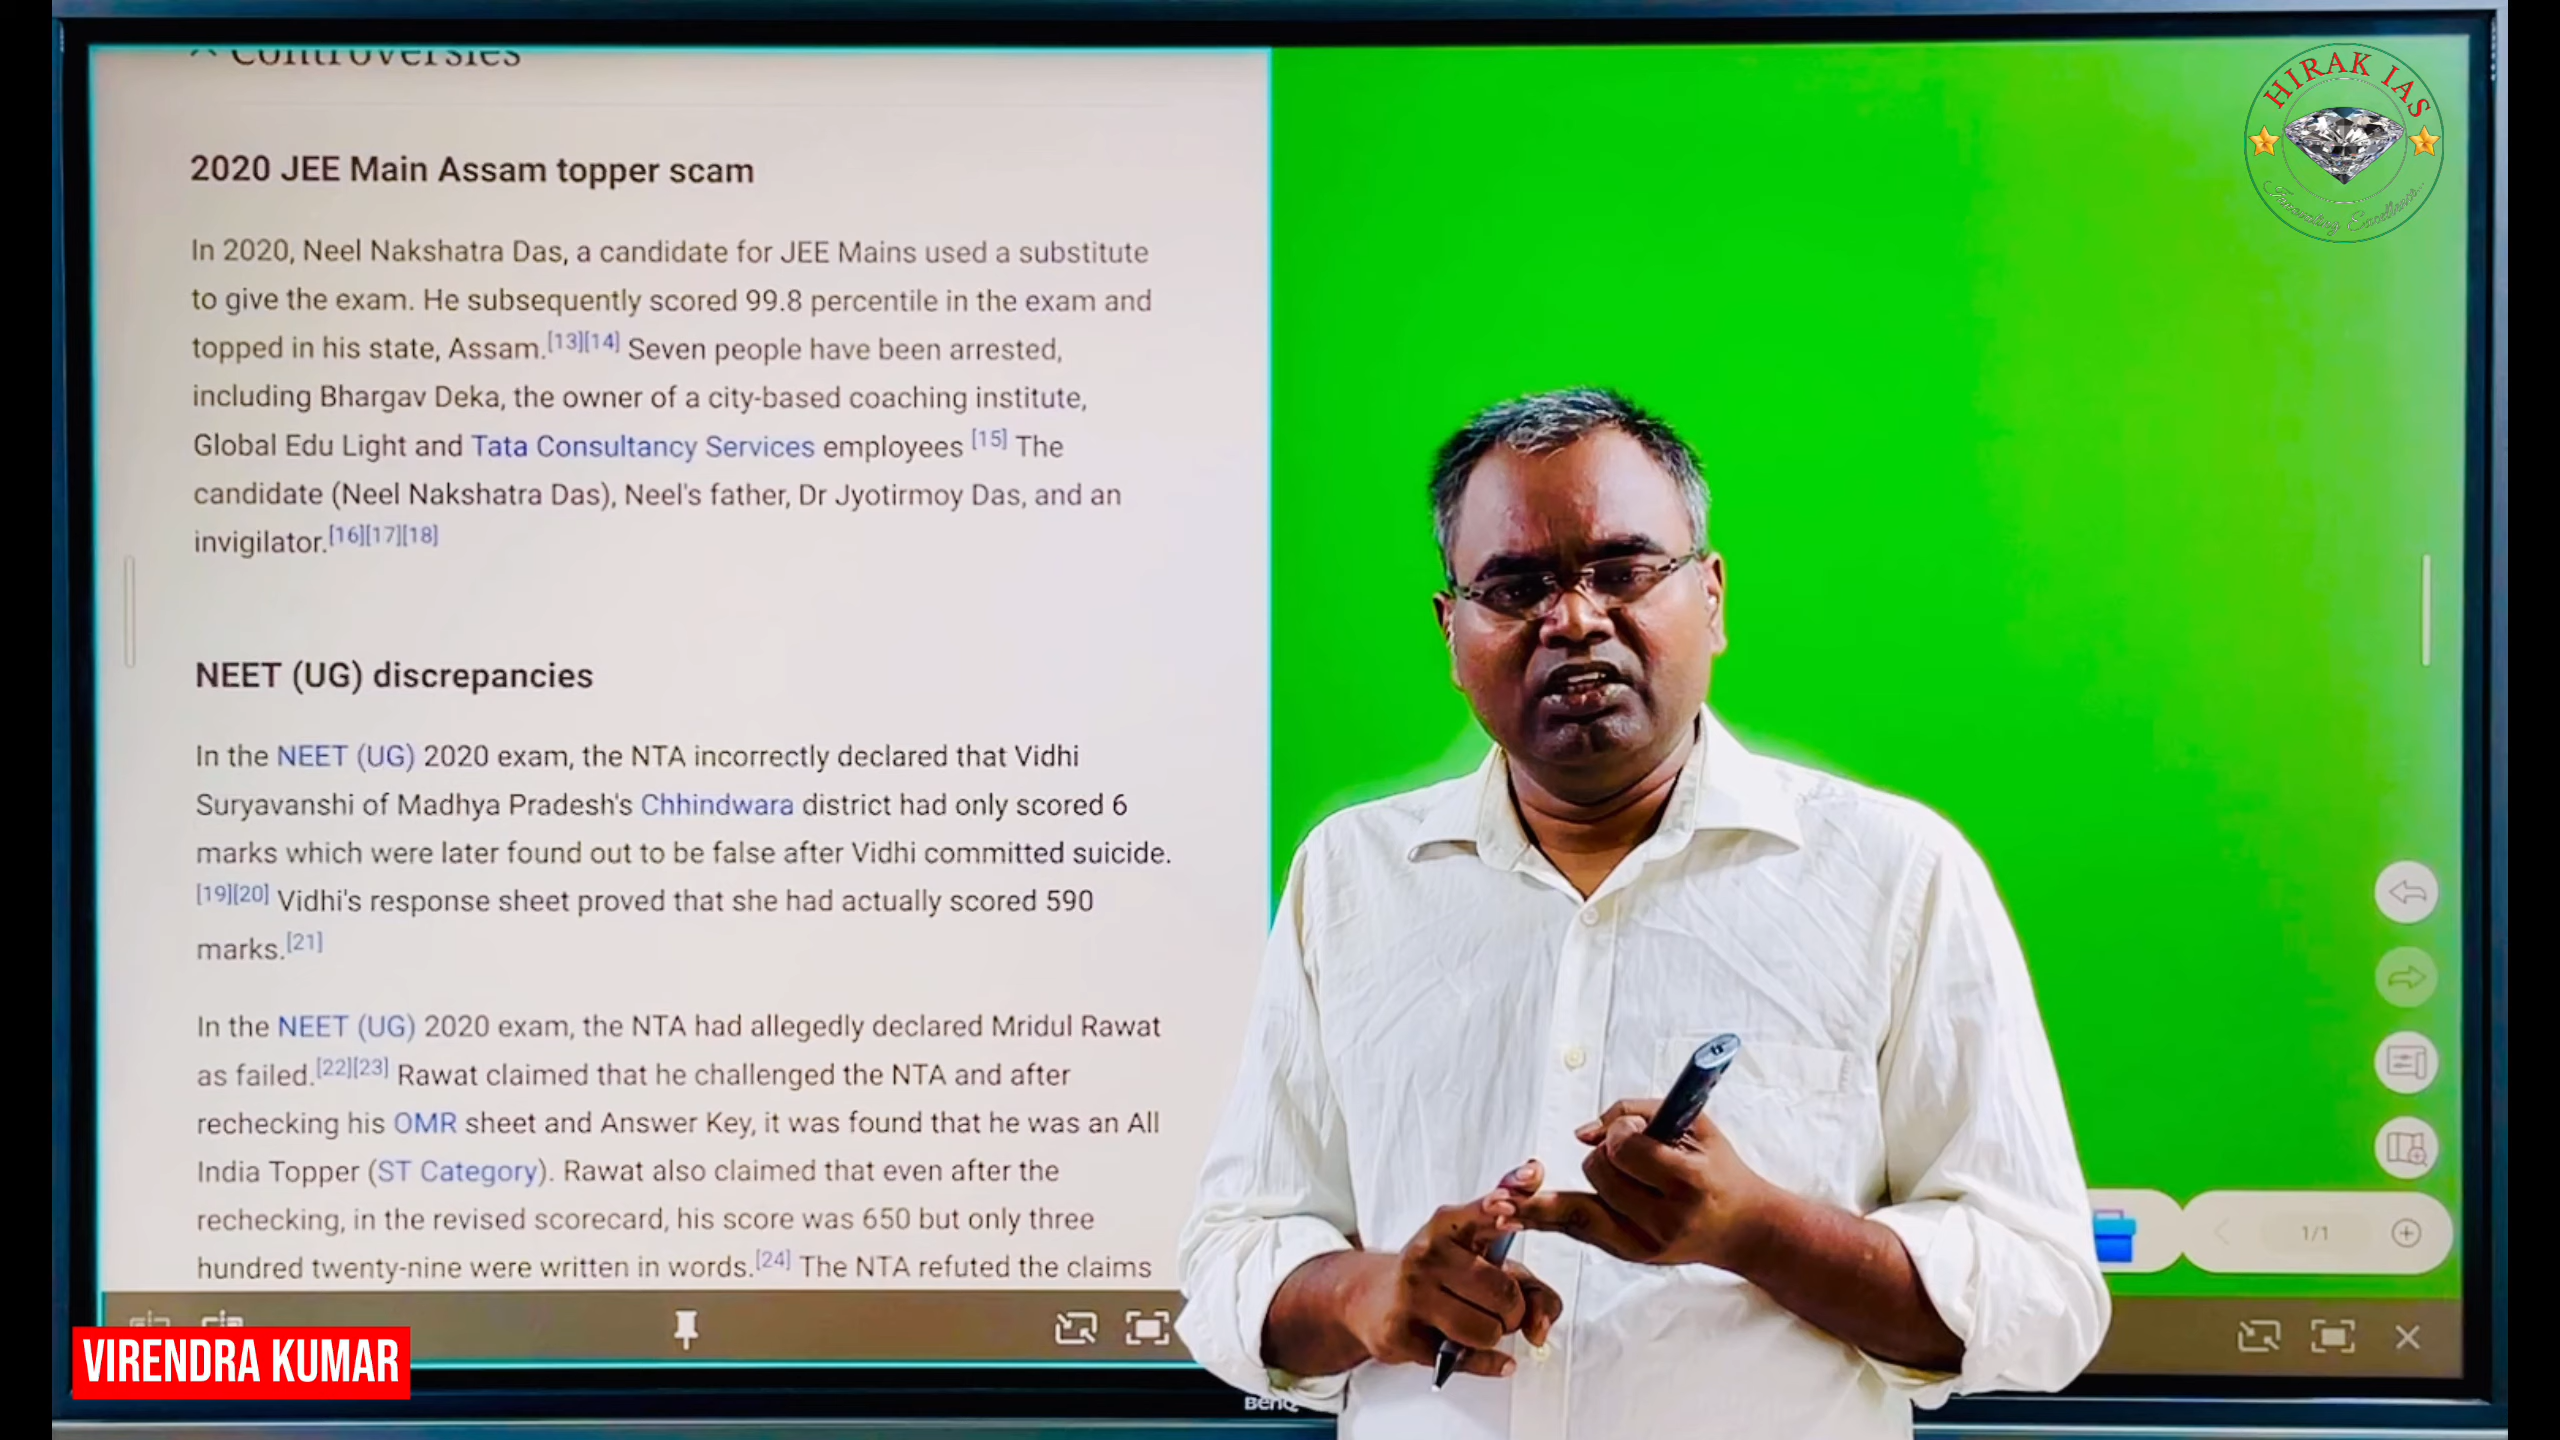 Controversies
2020 JEE Main Assam topper scam
In 2020, Neel Nakshatra Das, a candidate for JEE Mains used a substitute
to give the exam. He subsequently scored 99.8 percentile in the exam and
topped in his state, Assam.[13][14] Seven people have been arrested,
including Bhargav Deka, the owner of a city-based coaching institute,
Global Edu Light and Tata Consultancy Services employees [15] The
candidate (Neel Nakshatra Das), Neel's father, Dr Jyotirmoy Das, and an
invigilator.[16][17][18]
NEET (UG) discrepancies
In the NEET (UG) 2020 exam, the NTA incorrectly declared that Vidhi
Suryavanshi of Madhya Pradesh's Chhindwara district had only scored 6
marks which were later found out to be false after Vidhi committed suicide.
[19][20] Vidhi's response sheet proved that she had actually scored 590
marks.[21]
In the NEET (UG) 2020 exam, the NTA had allegedly declared Mridul Rawat
as failed.[22][23] Rawat claimed that he challenged the NTA and after
rechecking his OMR sheet and Answer Key, it was found that he was an All
India Topper (ST Category). Rawat also claimed that even after the
rechecking, in the revised scorecard, his score was 650 but only three
hundred twenty-nine were written in words.[24] The NTA refuted the claims
HIRAK IAS
Excellence...
1/1
VIRENDRA KUMAR
BenQ